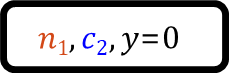 n₁, c₂, y=0